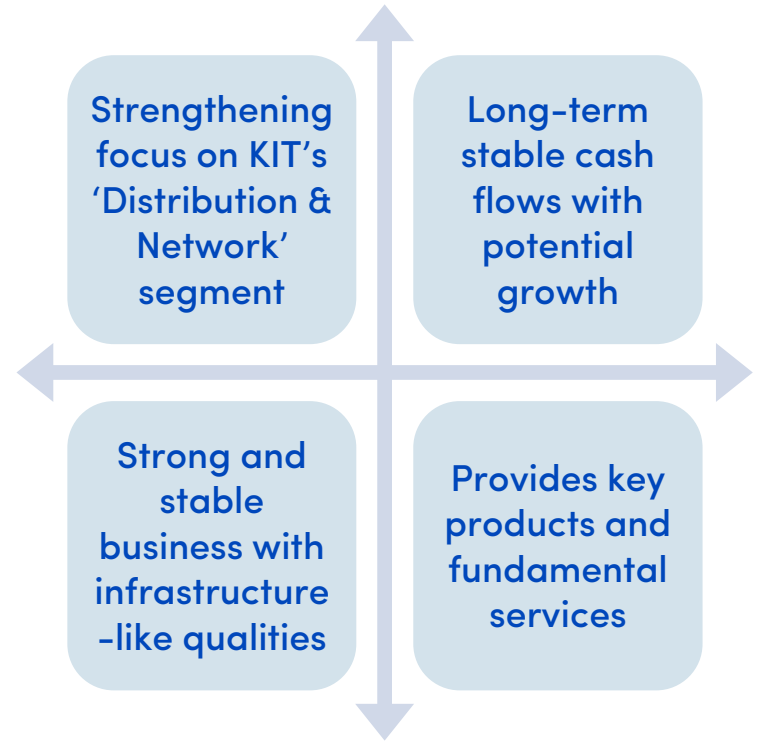 Strengthening
focus on KIT’s
‘Distribution &
Network’
segment
Long-term
stable cash
flows with
potential
growth
Strong and
stable
business with
infrastructure
-like qualities
Provides key
products and
fundamental
services